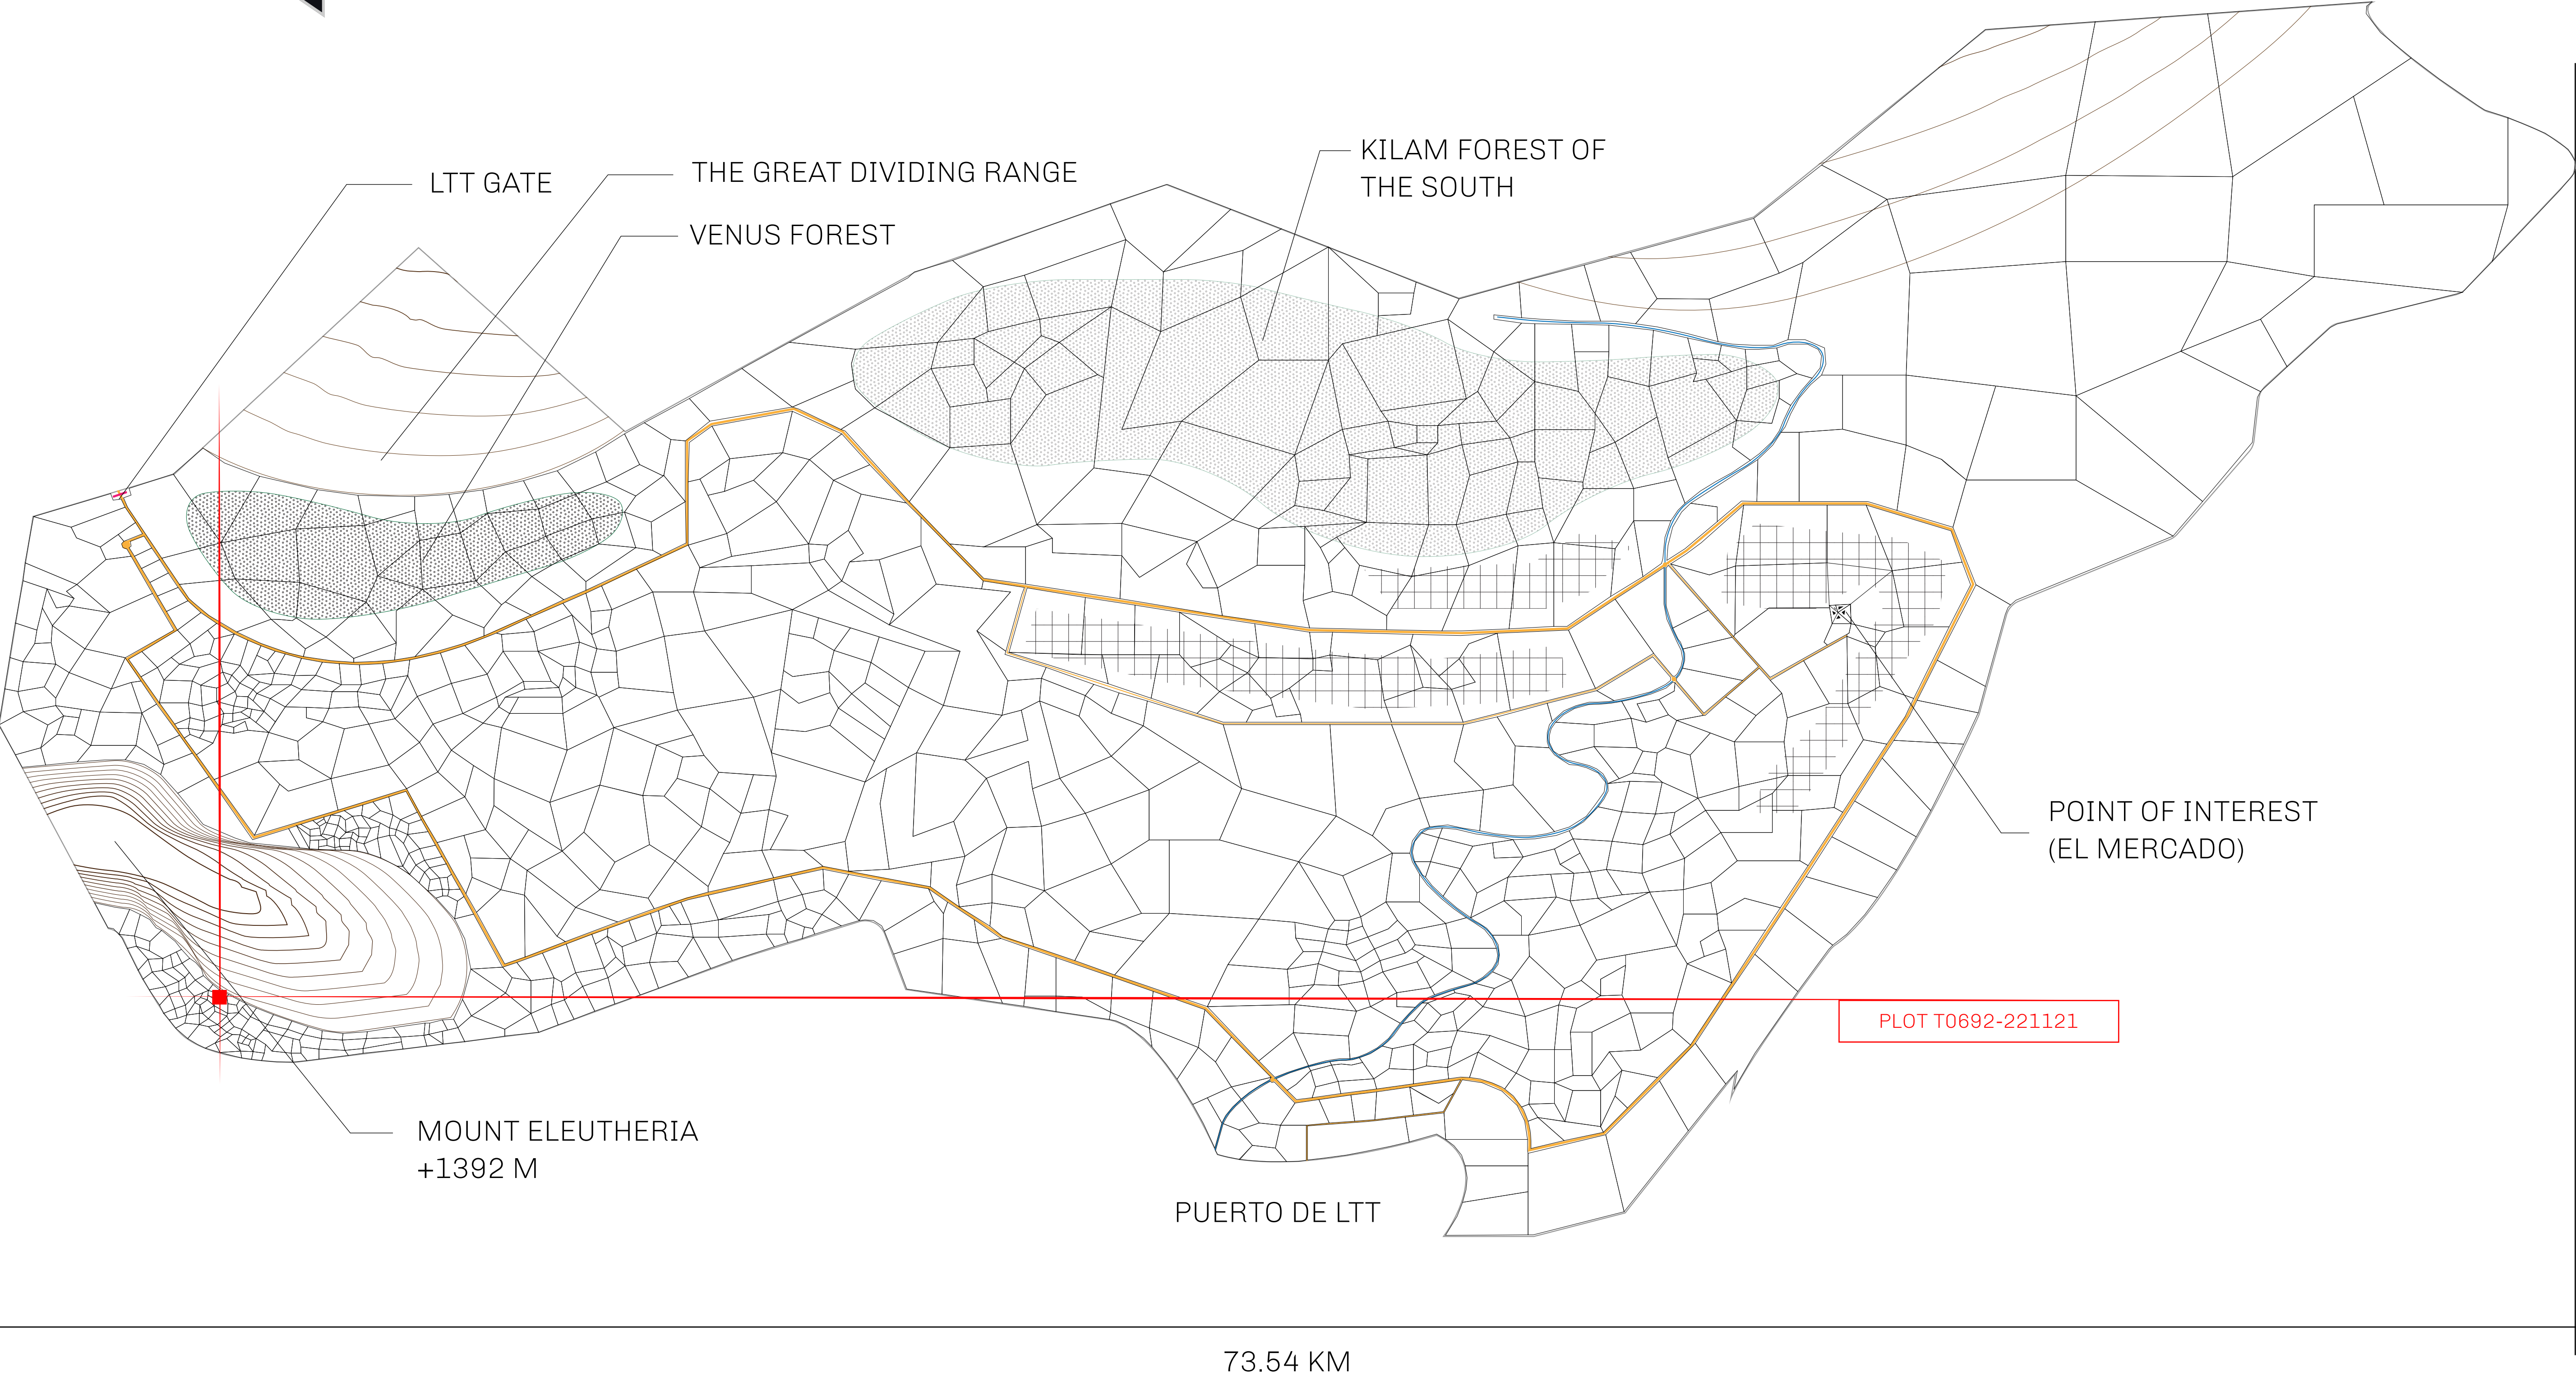 KILAM FOREST OF
THE SOUTH
LTT GATE
THE GREAT DIVIDING RANGE
VENUS FOREST
POINT OF INTEREST
(EL MERCADO)
PLOT T0692-221121
MOUNT ELEUTHERIA
+1392 M
PUERTO DE LTT
73.54 KM